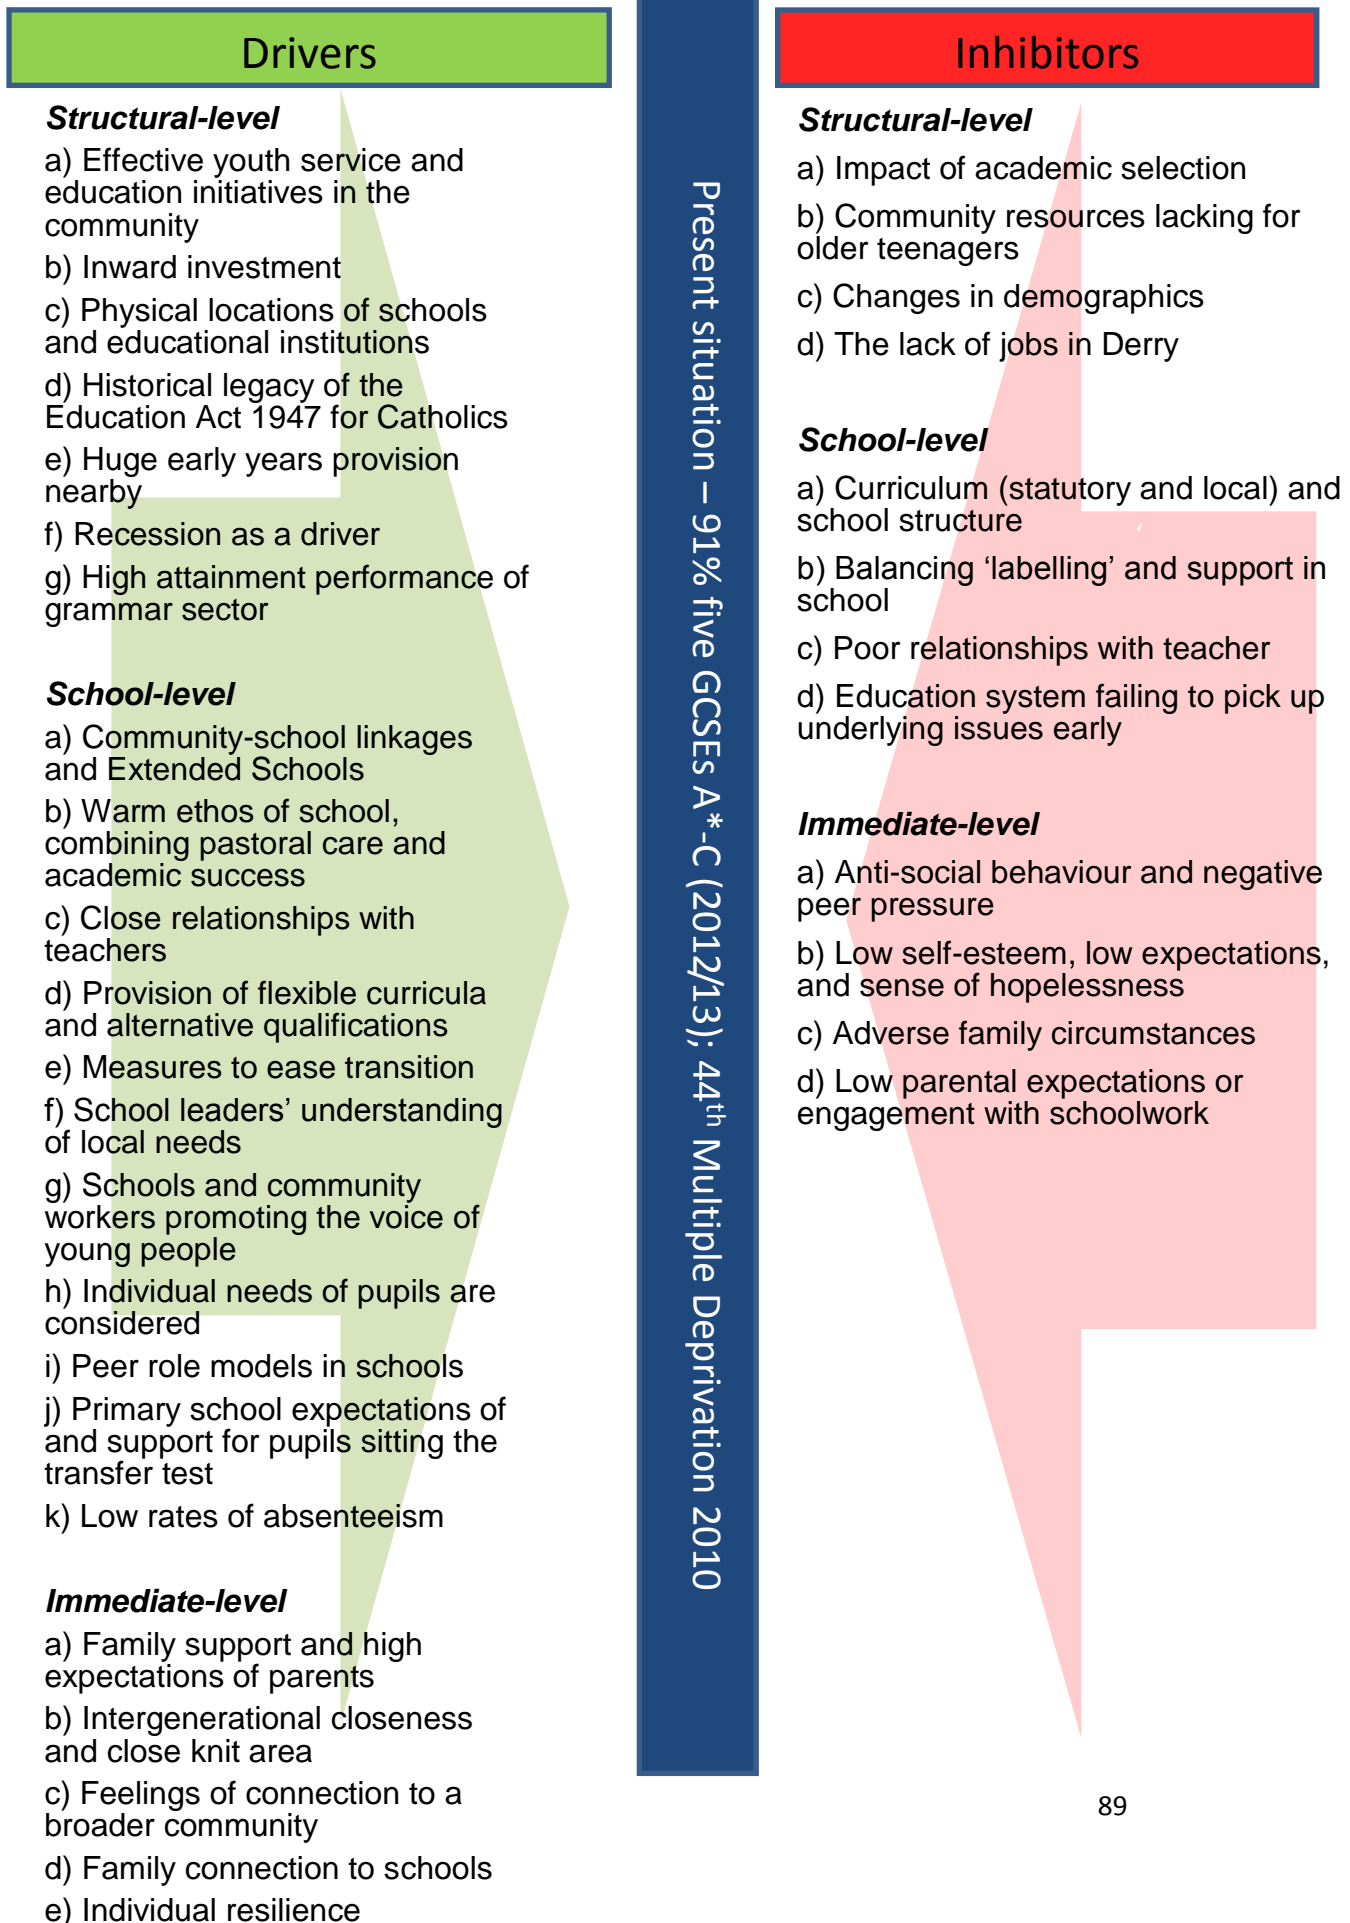 Drivers
Structural-level
a) Effective youth service and
education initiatives in the
community
b) Inward investment
c) Physical locations of schools
and educational institutions
d) Historical legacy of the
Education Act 1947 for Catholics
e) Huge early years provision
nearby
f) Recession as a driver
g) High attainment performance of
grammar sector
School-level
a) Community-school linkages
and Extended Schools
b) Warm ethos of school,
combining pastoral care and
academic success
c) Close relationships with
teachers
d) Provision of flexible curricula
and alternative qualifications
e) Measures to ease transition
f) School leaders’ understanding
of local needs
g) Schools and community
workers promoting the voice of
young people
h) Individual needs of pupils are
considered
i) Peer role models in schools
j) Primary school expectations of
and support for pupils sitting the
transfer test
k) Low rates of absenteeism
Immediate-level
a) Family support and high
expectations of parents
b) Intergenerational closeness
and close knit area
c) Feelings of connection to a
broader community
d) Family connection to schools
e) Individual resilience
Present situation – 91% five GCSEs A*-C (2012/13); 44th Multiple Deprivation 2010
Inhibitors
Structural-level
a) Impact of academic selection
b) Community resources lacking for
older teenagers
c) Changes in demographics
d) The lack of jobs in Derry
School-level
a) Curriculum (statutory and local) and
school structure
b) Balancing ‘labelling’ and support in
school
c) Poor relationships with teacher
d) Education system failing to pick up
underlying issues early
Immediate-level
a) Anti-social behaviour and negative
peer pressure
b) Low self-esteem, low expectations,
and sense of hopelessness
c) Adverse family circumstances
d) Low parental expectations or
engagement with schoolwork
89